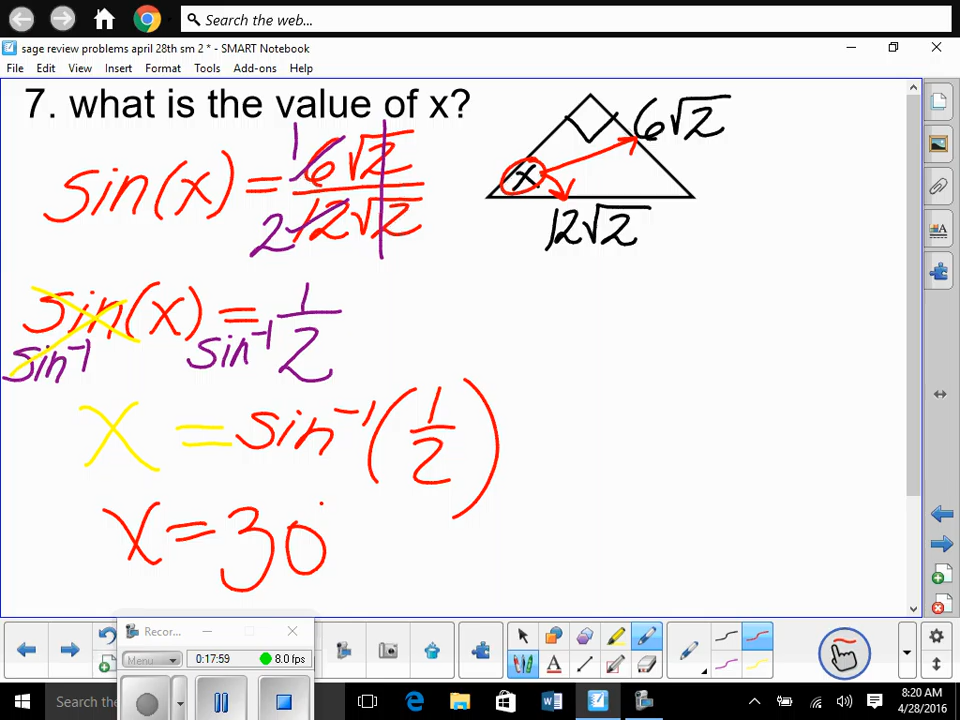 Search the web...
sage review problems april 28th sm 2 * - SMART Notebook
File Edit View Insert Format Tools Add-ons Help
7. what is the value of x?
6√2
x
12√2
sin(x) = 6√2/12√2
1
2
sin(x) = 1/2
sin⁻¹ sin⁻¹
x = sin⁻¹(1/2)
x = 30°
Recor...
Menu 0:17:59 8.0 fps
A
Searc
8:20 AM
4/28/2016